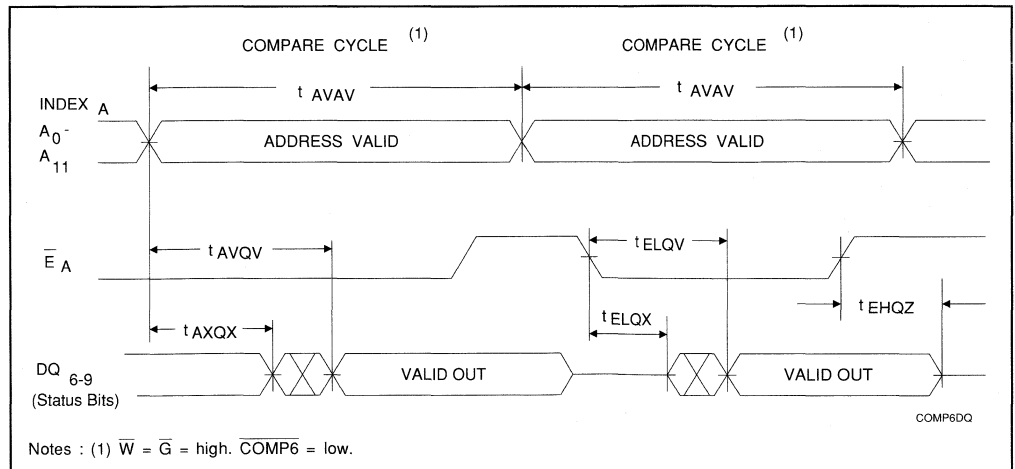 COMPARE CYCLE (1) COMPARE CYCLE (1)
t AVAV t AVAV
INDEX A
A0 -
A11
ADDRESS VALID ADDRESS VALID
t AVQV t ELQV
E̅ A
t EHQZ
t AXQX t ELQX
DQ 6-9
(Status Bits)
VALID OUT VALID OUT
COMP6DQ
Notes : (1) W̅ = G̅ = high. C̅O̅M̅P̅6̅ = low.